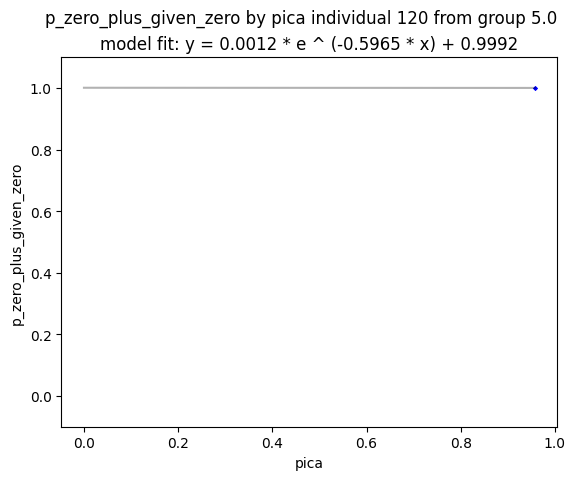 p_zero_plus_given_zero by pica individual 120 from group 5.0
model fit: y = 0.0012 * e ^ (-0.5965 * x) + 0.9992
1.0
0.8
0.6
0.4
0.2
0.0
p_zero_plus_given_zero
0.0 0.2 0.4 0.6 0.8 1.0
pica